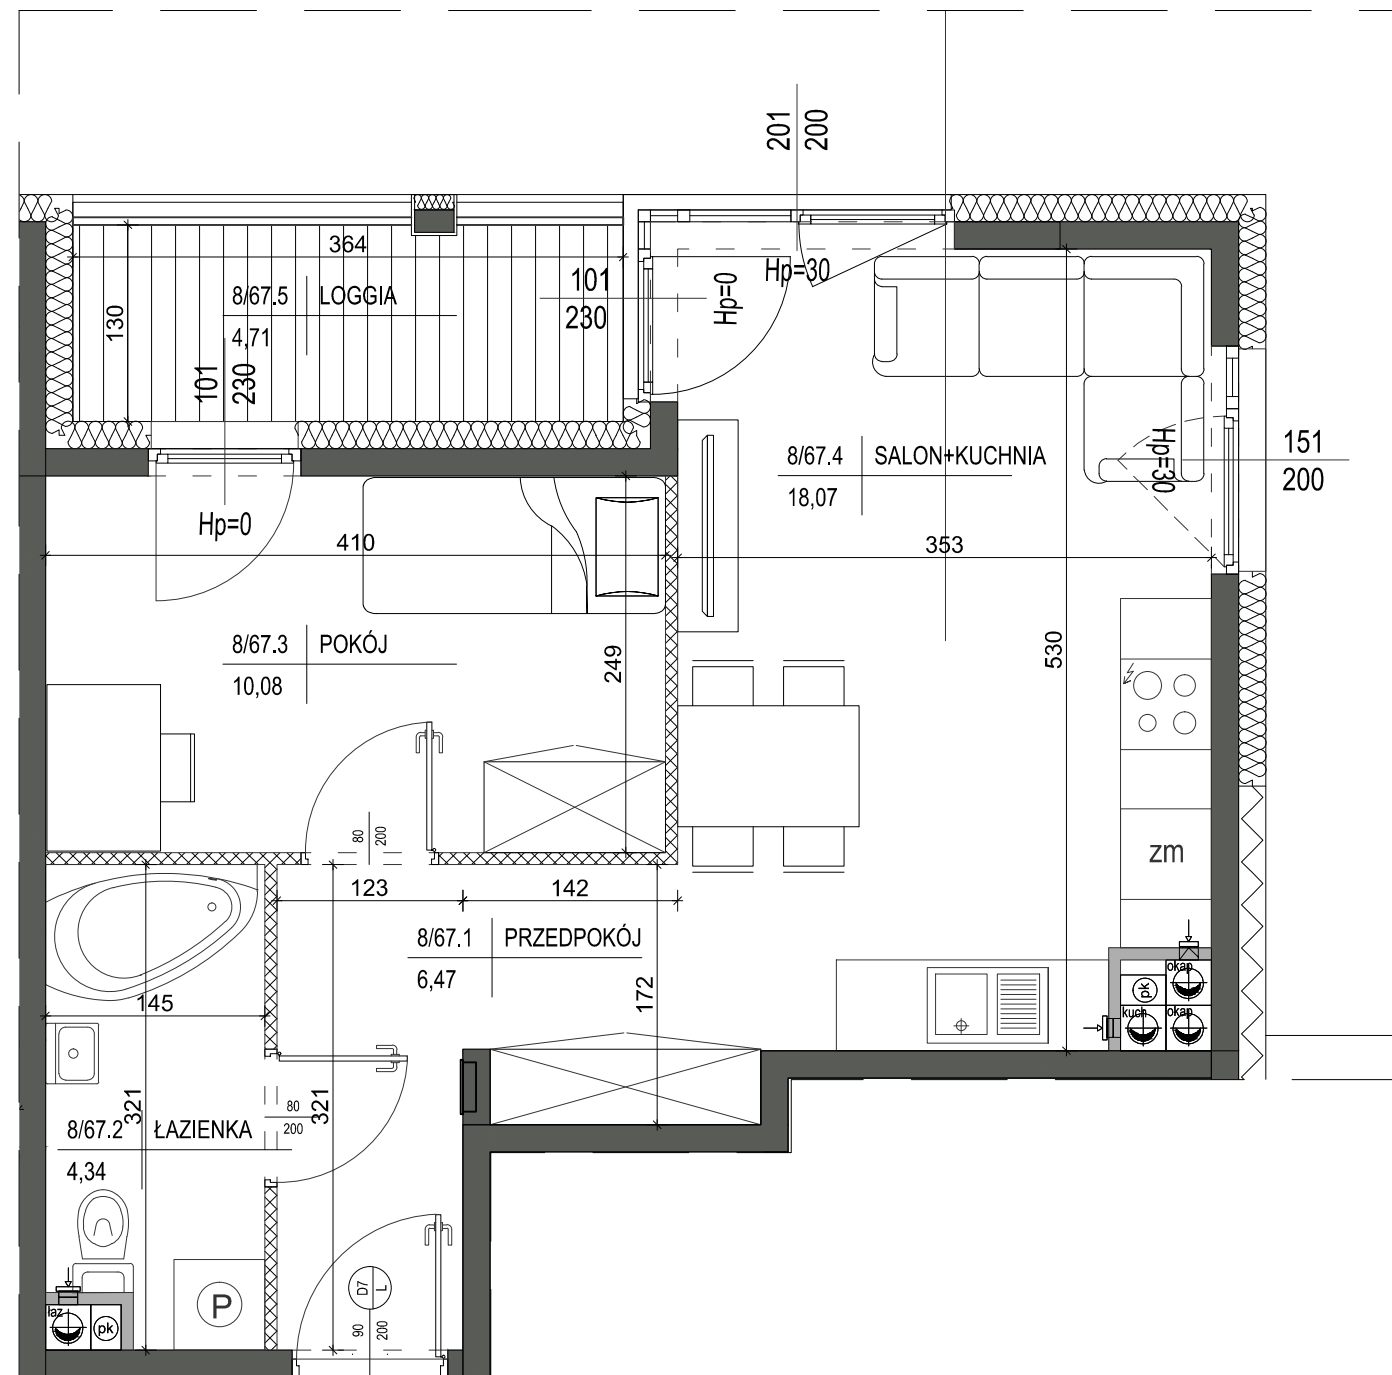 201
200
364
8/67.5 LOGGIA
4,71
130
101
230
101
230
Hp=0
Hp=30
8/67.4 SALON+KUCHNIA
18,07
Hp=30
151
200
Hp=0
410
353
8/67.3 POKÓJ
10,08
249
530
80
200
zm
123
142
8/67.1 PRZEDPOKÓJ
6,47
172
145
okap
pk
kuch
okap
321
321
80
200
8/67.2 ŁAZIENKA
4,34
D7
L
P
łaz
pk
90
200